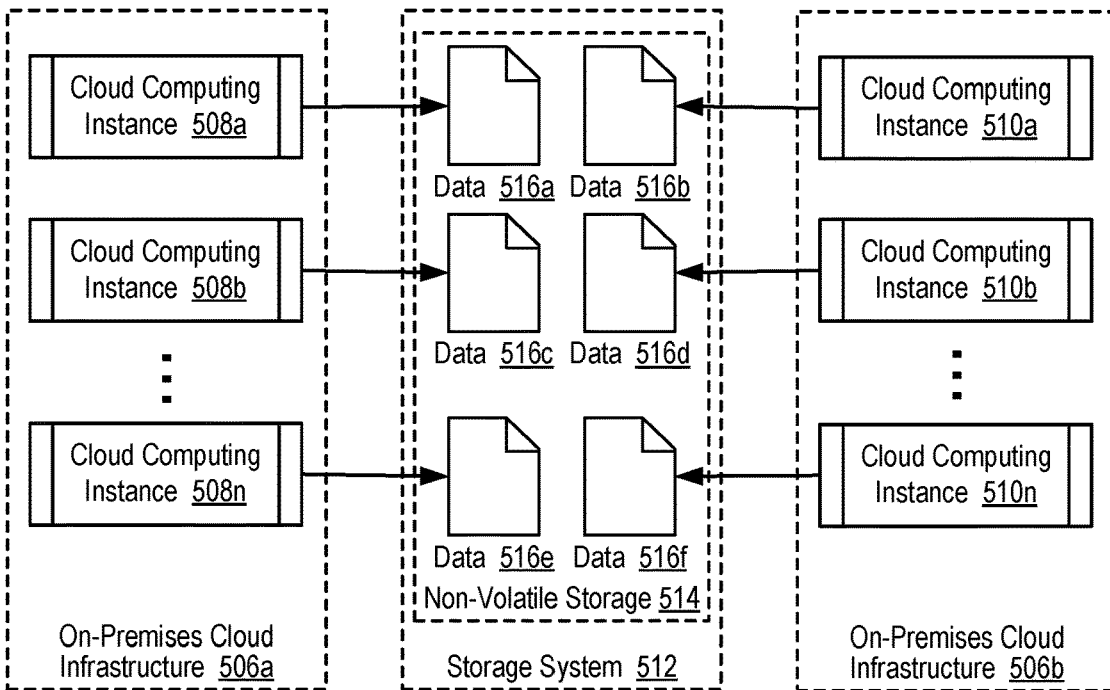 Cloud Computing
Instance 508a
Cloud Computing
Instance 508b
Cloud Computing
Instance 508n
On-Premises Cloud
Infrastructure 506a
Data 516a
Data 516b
Data 516c
Data 516d
Data 516e
Data 516f
Non-Volatile Storage 514
Storage System 512
Cloud Computing
Instance 510a
Cloud Computing
Instance 510b
Cloud Computing
Instance 510n
On-Premises Cloud
Infrastructure 506b